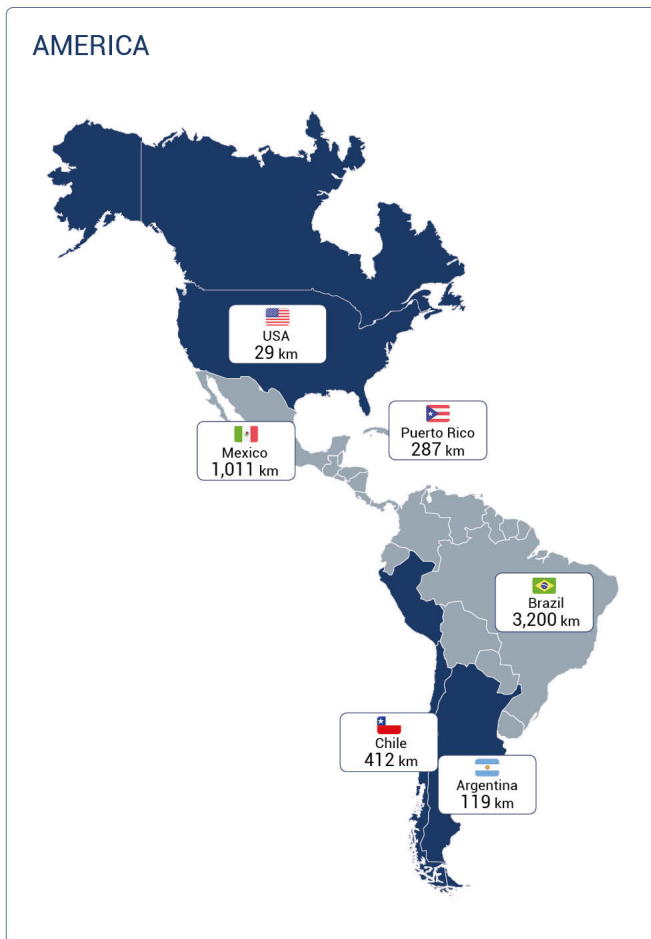 AMERICA
USA
29 km
Puerto Rico
287 km
Mexico
1,011 km
Brazil
3,200 km
Chile
412 km
Argentina
119 km